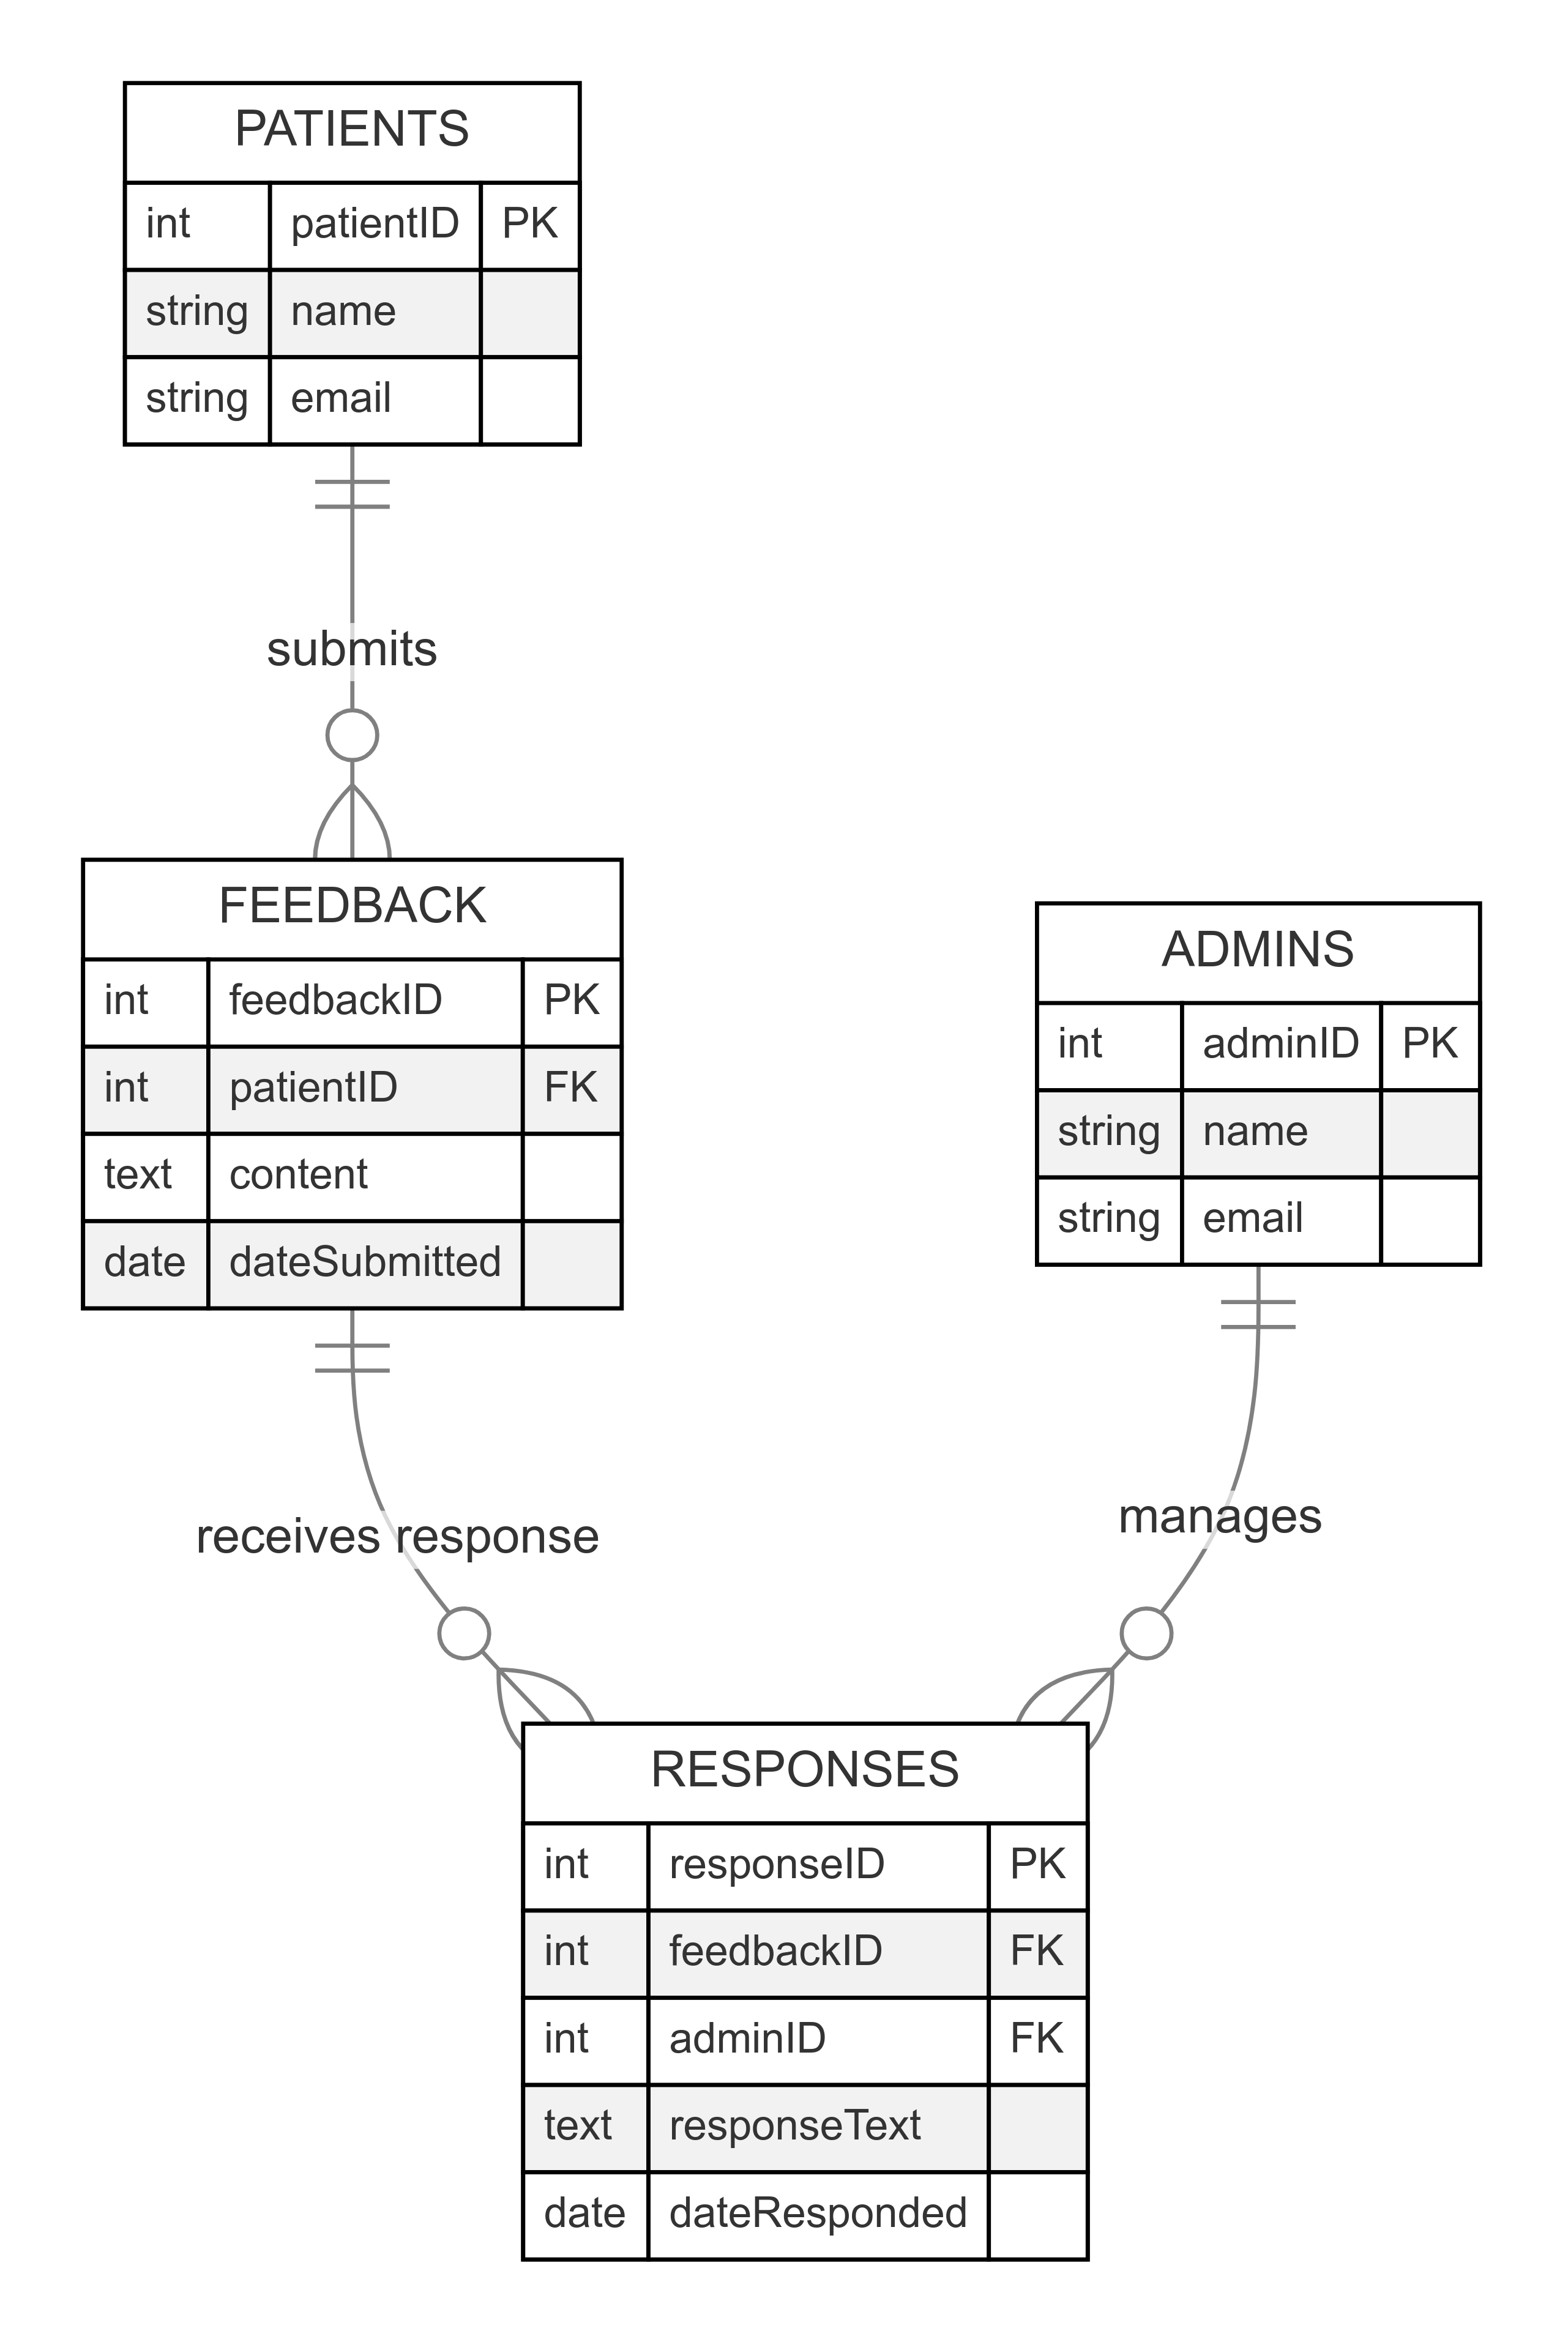 PATIENTS
int patientID PK
string name
string email
submits
FEEDBACK
int feedbackID PK
int patientID FK
text content
date dateSubmitted
ADMINS
int adminID PK
string name
string email
receives response
manages
RESPONSES
int responseID PK
int feedbackID FK
int adminID FK
text responseText
date dateResponded